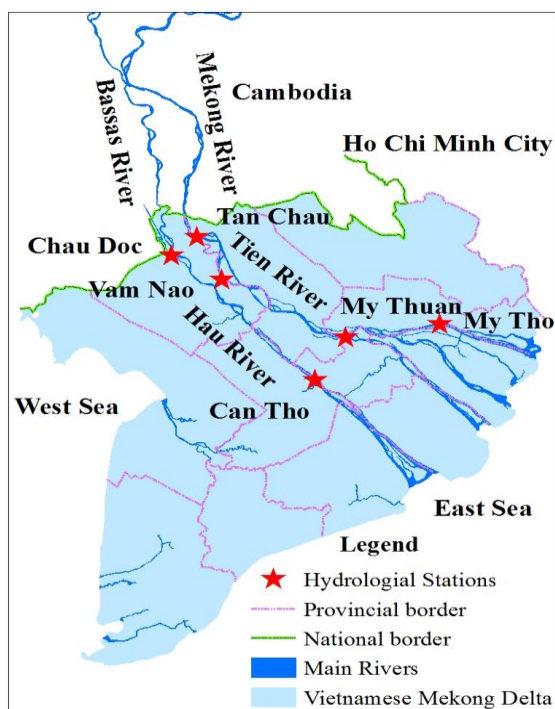 Cambodia
Bassas River
Mekong River
Ho Chi Minh City
Tan Chau
Chau Doc
Tien River
Vam Nao
My Thuan
My Tho
Hau River
West Sea
Can Tho
East Sea
Legend
Hydrologial Stations
Provincial border
National border
Main Rivers
Vietnamese Mekong Delta